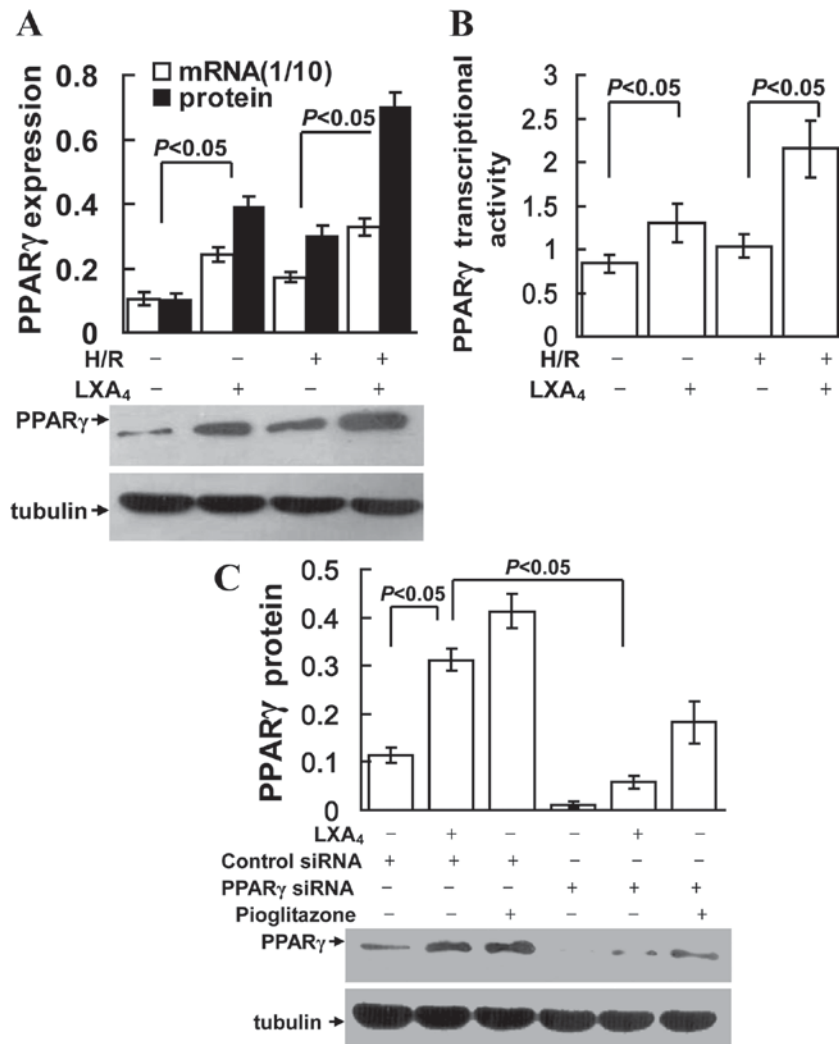 A
PPARγ expression
0.8
0.6
0.4
0.2
0
mRNA(1/10)
protein
P<0.05
P<0.05
H/R – – + +
LXA4 – + – +
PPARγ
tubulin
B
PPARγ transcriptional
activity
3
2.5
2
1.5
1
0.5
0
P<0.05
P<0.05
H/R – – + +
LXA4 – + – +
C
PPARγ protein
0.5
0.4
0.3
0.2
0.1
0
P<0.05
P<0.05
LXA4 – + – – + –
Control siRNA + + + – – –
PPARγ siRNA – – – + + +
Pioglitazone – – + – – +
PPARγ
tubulin